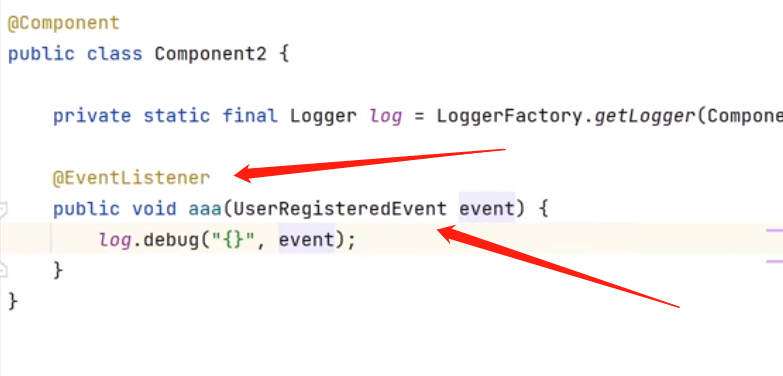 @Component
public class Component2 {
private static final Logger log = LoggerFactory.getLogger(Compone
@EventListener
public void aaa(UserRegisteredEvent event) {
log.debug("{}", event);
}
}